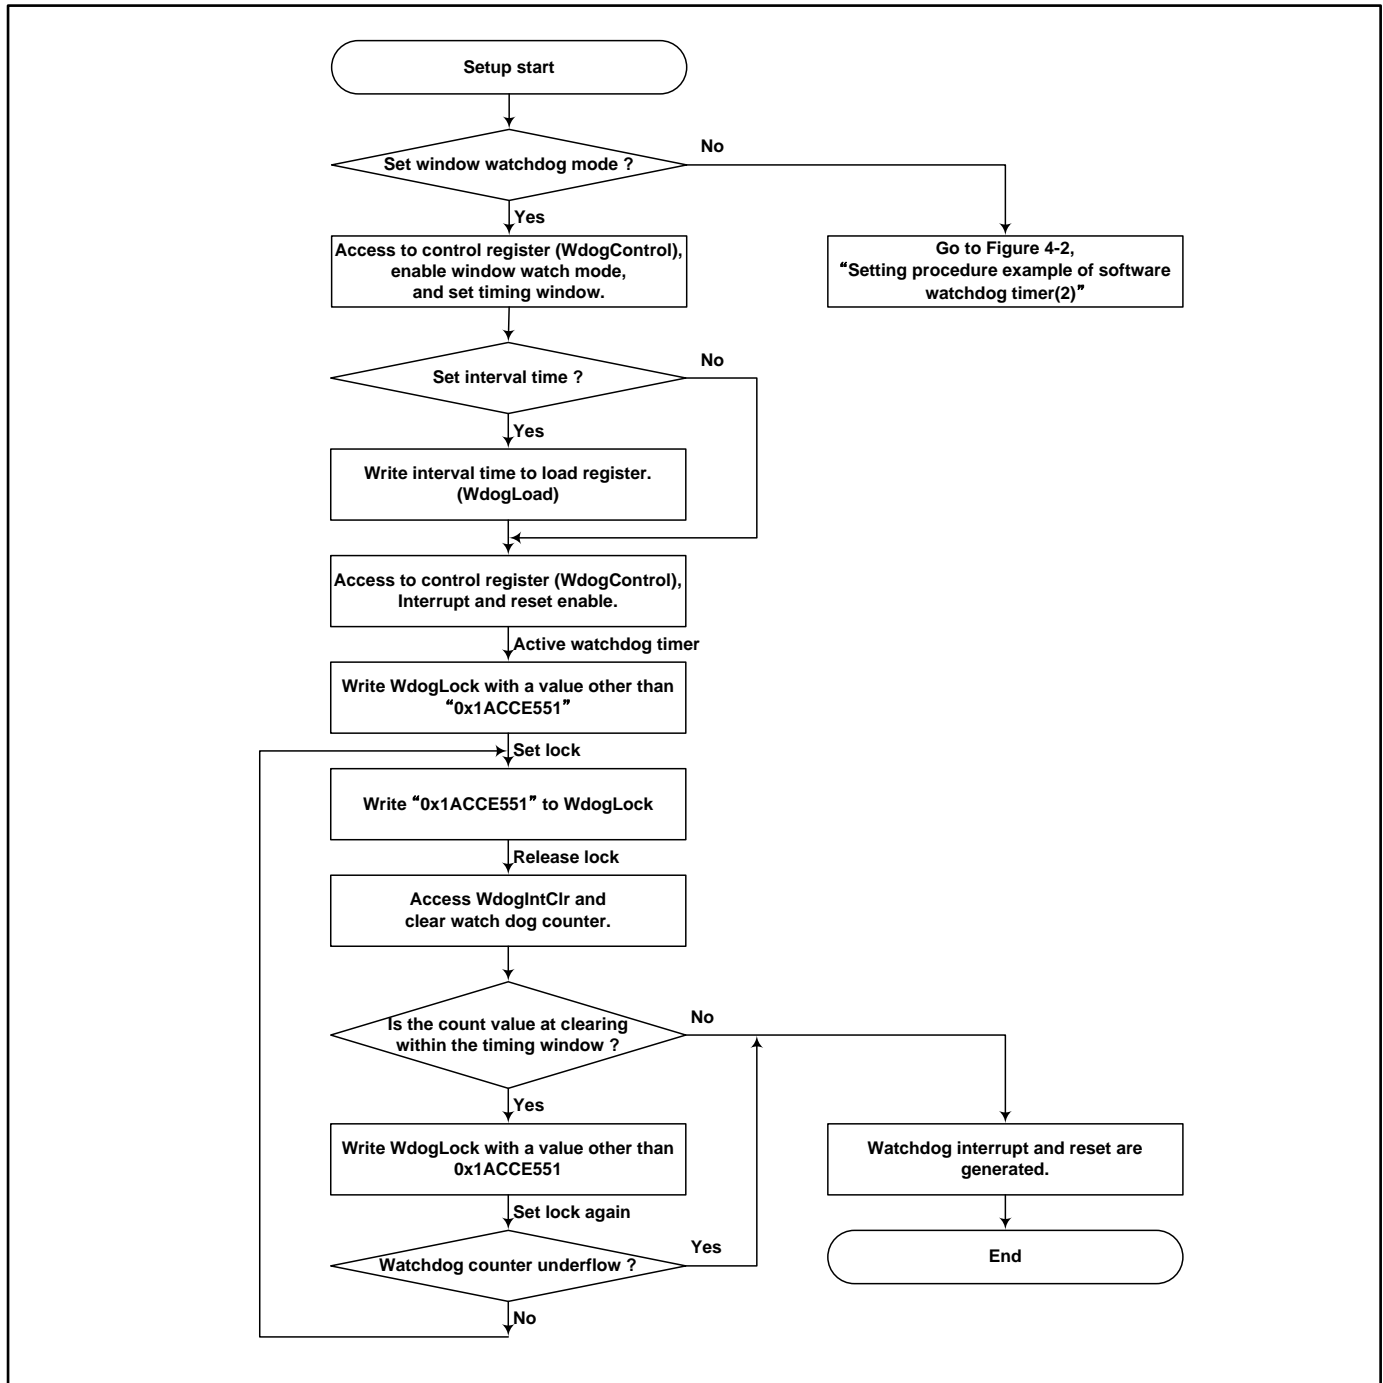 Setup start
Set window watchdog mode ?
No
Yes
Access to control register (WdogControl),
enable window watch mode,
and set timing window.
Go to Figure 4-2,
“Setting procedure example of software
watchdog timer(2)”
Set interval time ?
No
Yes
Write interval time to load register.
(WdogLoad)
Access to control register (WdogControl),
Interrupt and reset enable.
Active watchdog timer
Write WdogLock with a value other than
“0x1ACCE551”
Set lock
Write “0x1ACCE551” to WdogLock
Release lock
Access WdogIntClr and
clear watch dog counter.
Is the count value at clearing
within the timing window ?
No
Yes
Write WdogLock with a value other than
0x1ACCE551
Watchdog interrupt and reset are
generated.
Set lock again
Watchdog counter underflow ?
Yes
No
End